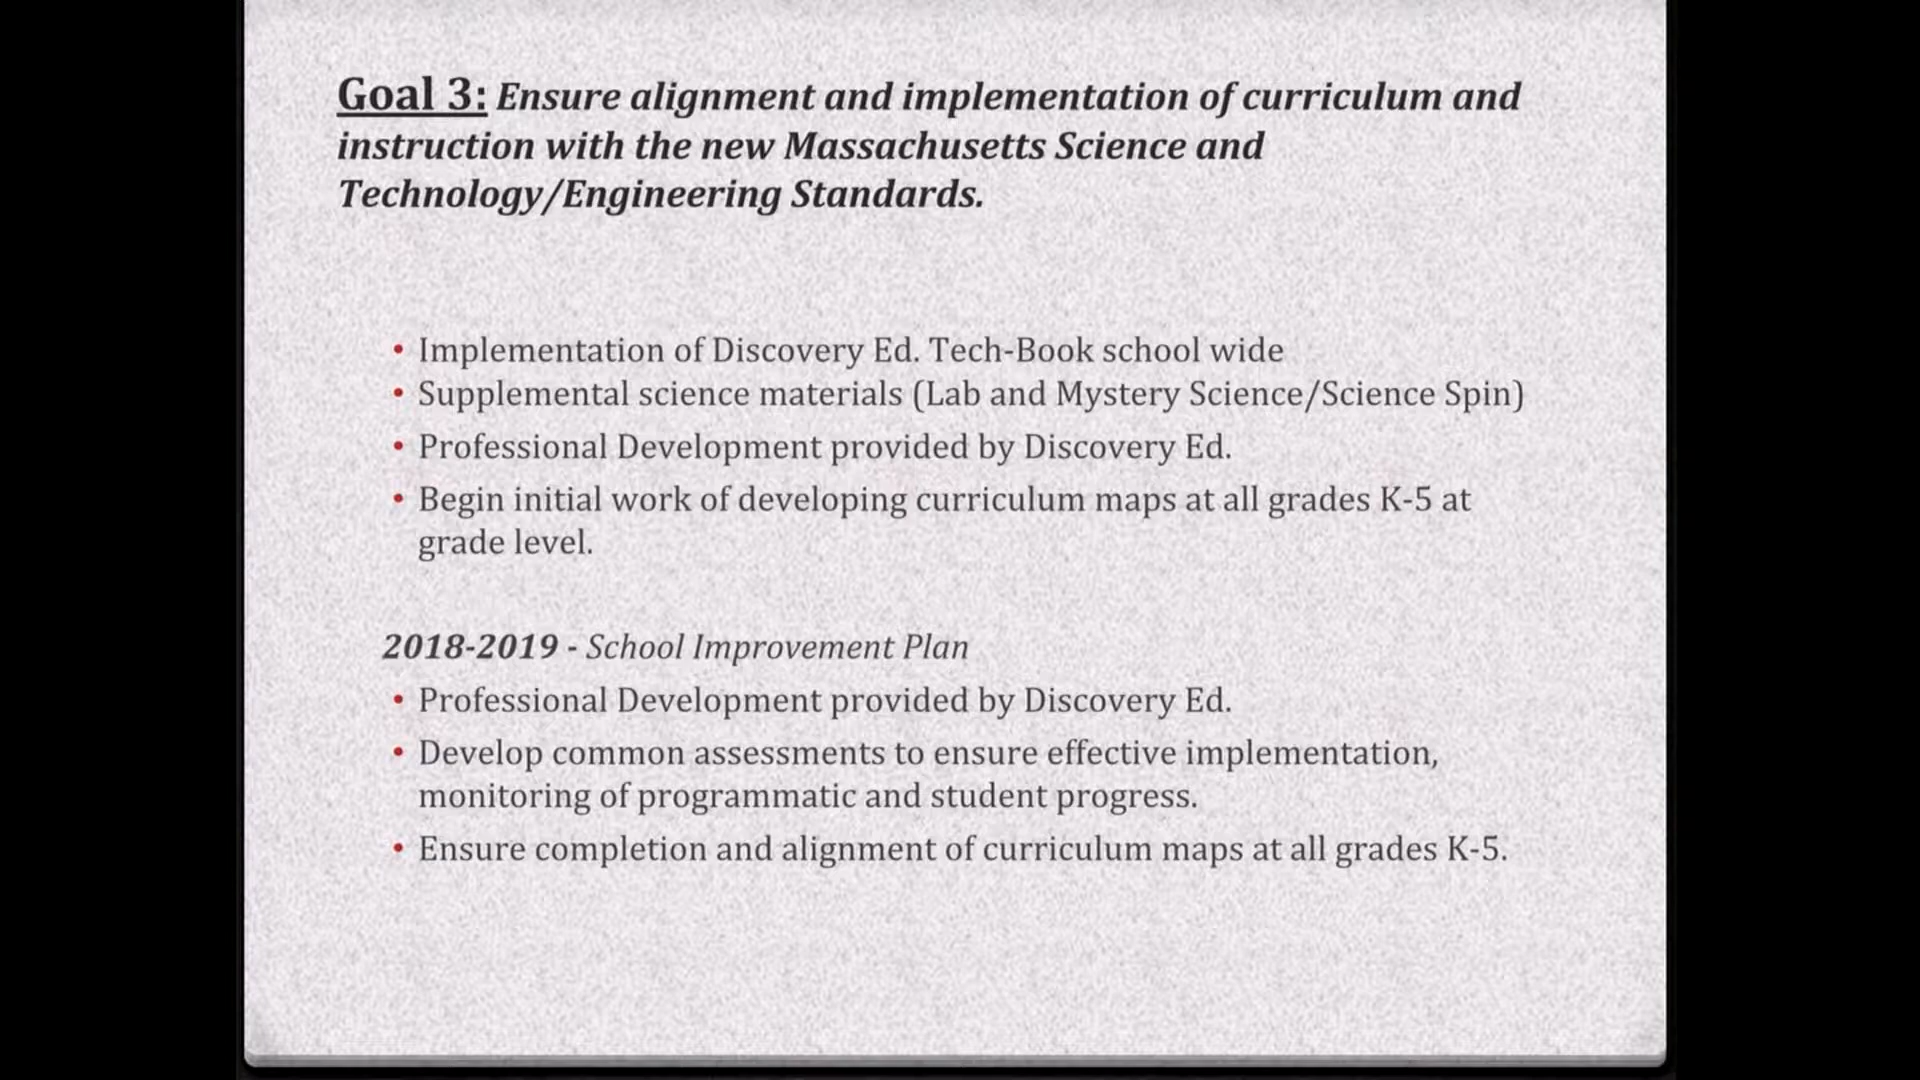 Goal 3: Ensure alignment and implementation of curriculum and
instruction with the new Massachusetts Science and
Technology/Engineering Standards.
• Implementation of Discovery Ed. Tech-Book school wide
• Supplemental science materials (Lab and Mystery Science/Science Spin)
• Professional Development provided by Discovery Ed.
• Begin initial work of developing curriculum maps at all grades K-5 at
grade level.
2018-2019 - School Improvement Plan
• Professional Development provided by Discovery Ed.
• Develop common assessments to ensure effective implementation,
monitoring of programmatic and student progress.
• Ensure completion and alignment of curriculum maps at all grades K-5.